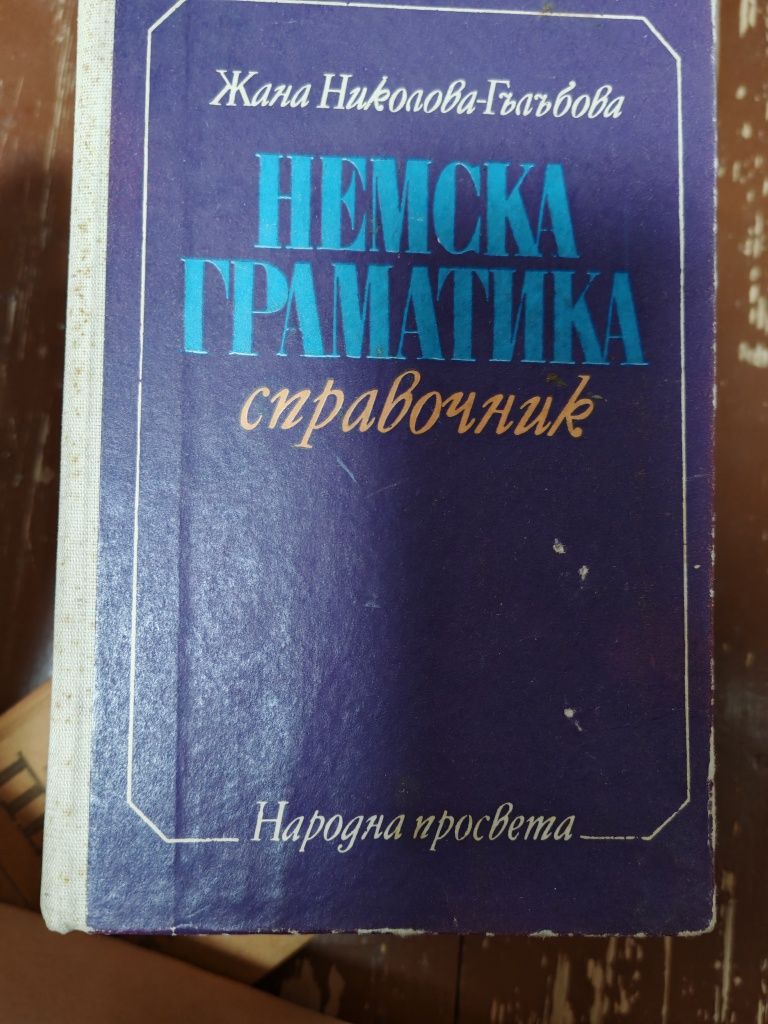 Жана Николова-Гълъбова
НЕМСКА
ГРАМАТИКА
справочник
Народна просвета